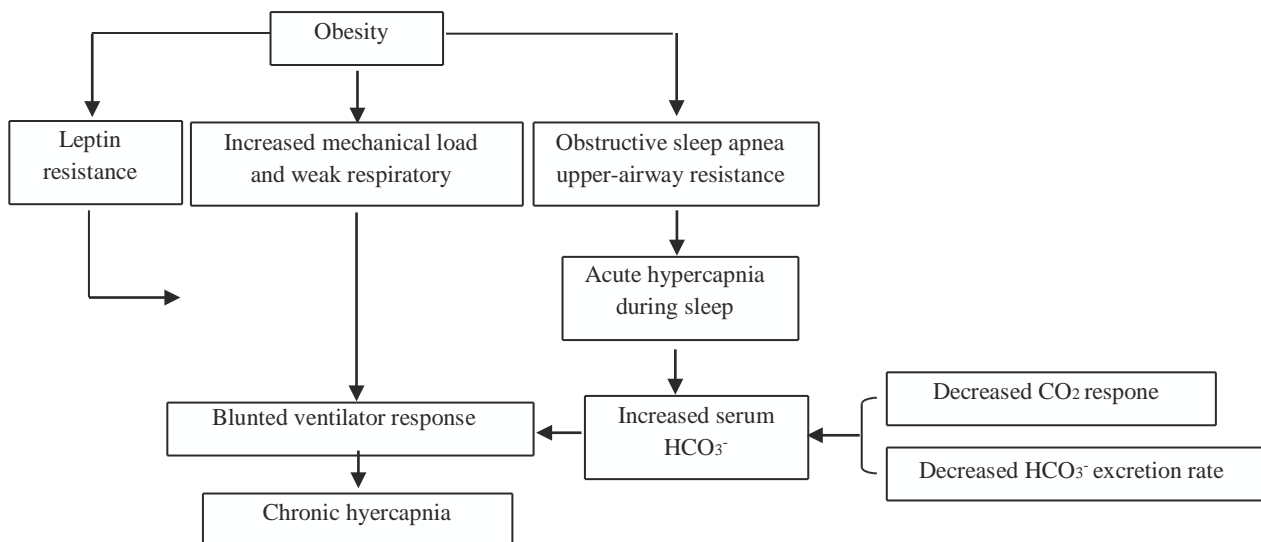 Obesity
Leptin
resistance
Increased mechanical load
and weak respiratory
Obstructive sleep apnea
upper-airway resistance
Acute hypercapnia
during sleep
Decreased CO₂ respone
Blunted ventilator response
Increased serum
HCO₃⁻
Decreased HCO₃⁻ excretion rate
Chronic hyercapnia